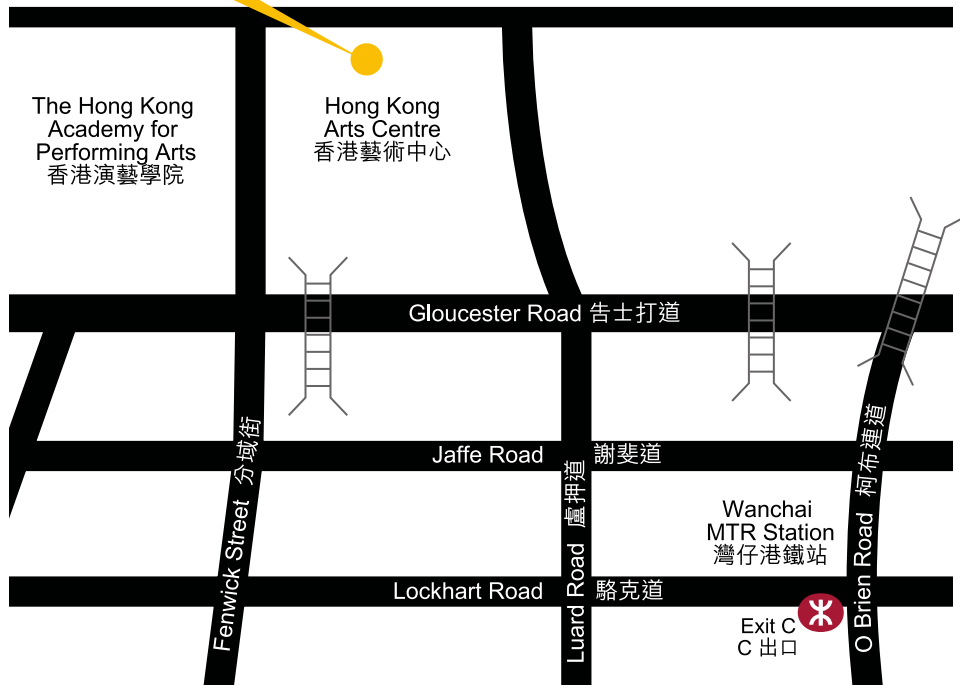 The Hong Kong
Academy for
Performing Arts
香港演藝學院
Hong Kong
Arts Centre
香港藝術中心
Gloucester Road 告士打道
Fenwick Street 分域街
Jaffe Road 謝斐道
Luard Road 盧押道
O Brien Road 柯布連道
Wanchai
MTR Station
灣仔港鐵站
Lockhart Road 駱克道
Exit C
C 出口